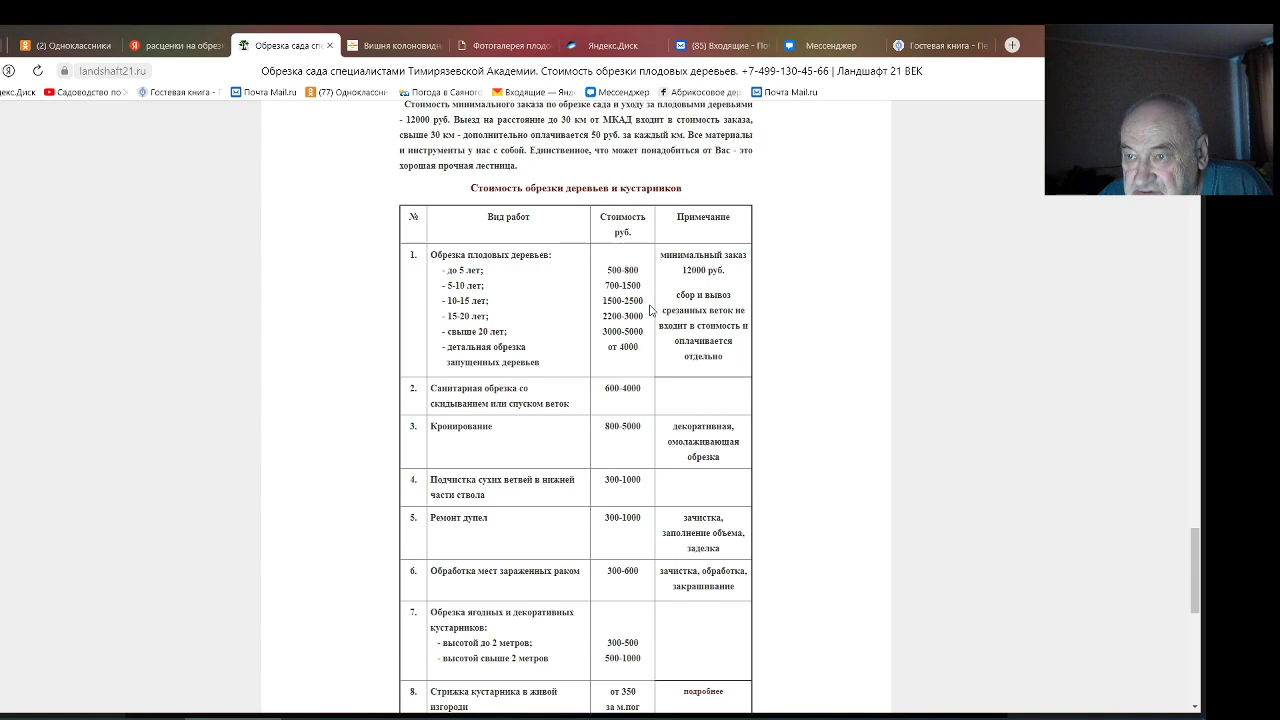 (2) Одноклассники
расценки на обрез
Обрезка сада спе
Вишня колоновид
Фотогалерея плодо
Яндекс.Диск
(85) Входящие - По
Мессенджер
Гостевая книга - Пе
landshaft21.ru
Обрезка сада специалистами Тимирязевской Академии. Стоимость обрезки плодовых деревьев. +7-499-130-45-66 | Ландшафт 21 ВЕК
екс.Диск
Садоводство по
Гостевая книга - Г
Почта Mail.ru
(77) Одноклассни
Погода в Саяного
Входящие — Янд
Мессенджер
Абрикосовое дер
Почта Mail.ru
Стоимость минимального заказа по обрезке сада и уходу за плодовыми деревьями
- 12000 руб. Выезд на расстояние до 30 км от МКАД входит в стоимость заказа,
свыше 30 км - дополнительно оплачивается 50 руб. за каждый км. Все материалы
и инструменты у нас с собой. Единственное, что может понадобиться от Вас - это
хорошая прочная лестница.
Стоимость обрезки деревьев и кустарников
№ Вид работ Стоимость руб. Примечание
1. Обрезка плодовых деревьев:
- до 5 лет; 500-800
- 5-10 лет; 700-1500
- 10-15 лет; 1500-2500
- 15-20 лет; 2200-3000
- свыше 20 лет; 3000-5000
- детальная обрезка от 4000
запущенных деревьев
минимальный заказ
12000 руб.
сбор и вывоз
срезанных веток не
входит в стоимость и
оплачивается
отдельно
2. Санитарная обрезка со 600-4000
скидыванием или спуском веток
3. Кронирование 800-5000 декоративная,
омолаживающая
обрезка
4. Подчистка сухих ветвей в нижней 300-1000
части ствола
5. Ремонт дупел 300-1000 зачистка,
заполнение объема,
заделка
6. Обработка мест зараженных раком 300-600 зачистка, обработка,
закрашивание
7. Обрезка ягодных и декоративных
кустарников:
- высотой до 2 метров; 300-500
- высотой свыше 2 метров 500-1000
8. Стрижка кустарника в живой от 350 подробнее
изгороди за м.пог